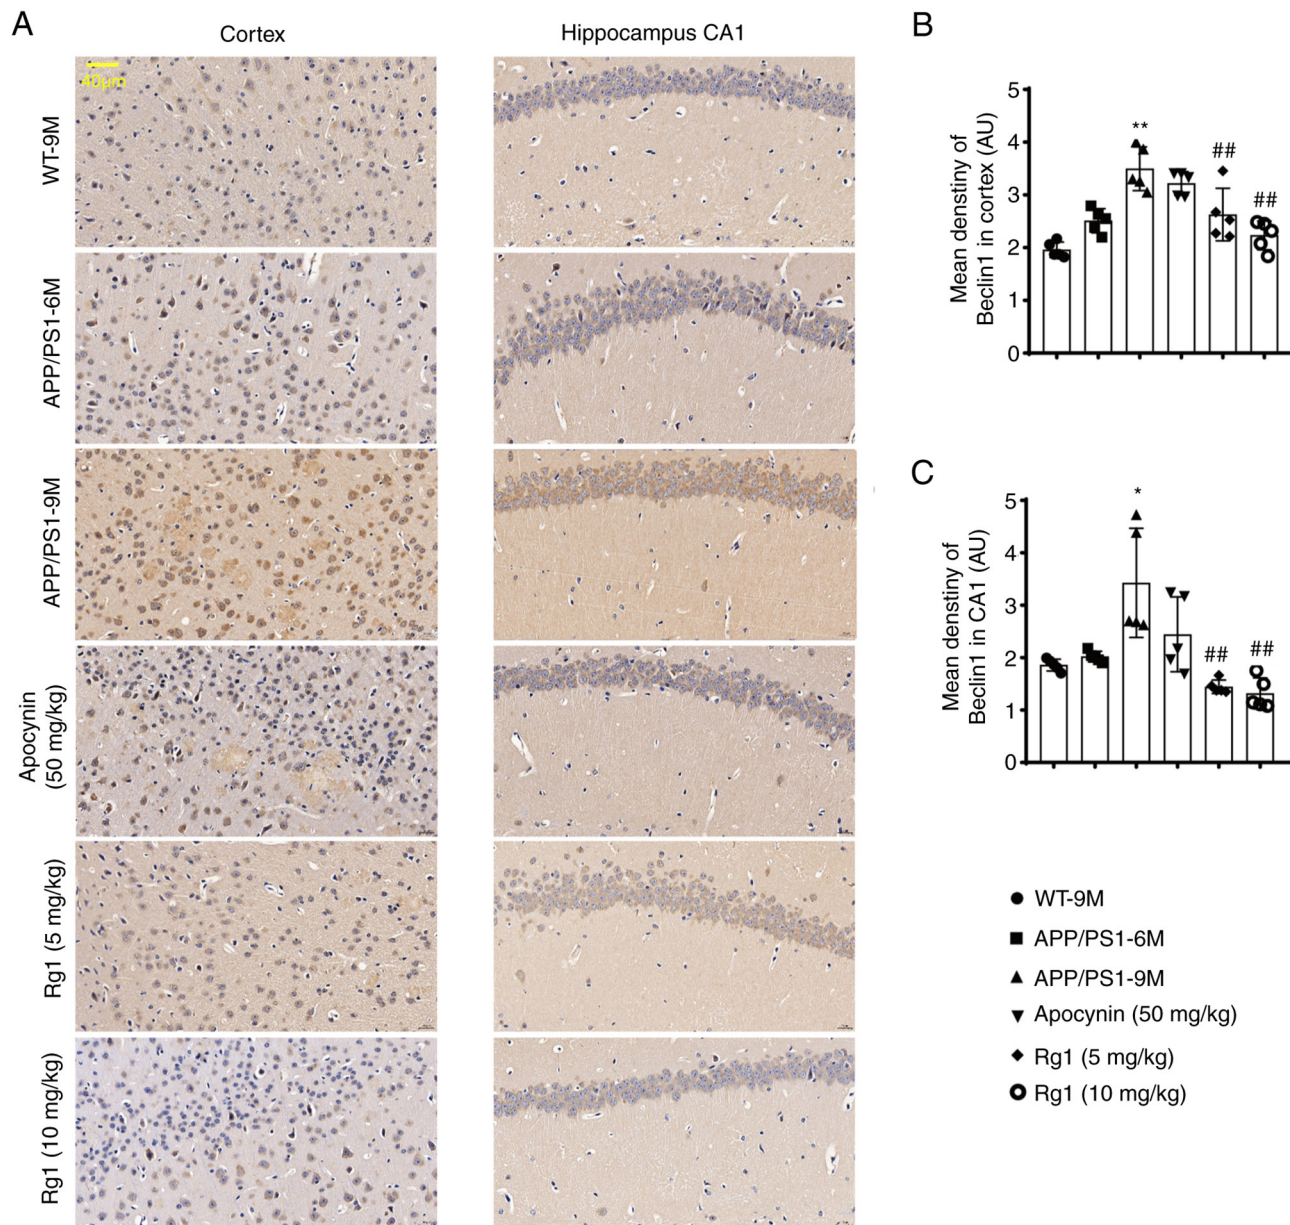 A
Cortex
Hippocampus CA1
40μm
WT-9M
APP/PS1-6M
APP/PS1-9M
Apocynin
(50 mg/kg)
Rg1 (5 mg/kg)
Rg1 (10 mg/kg)
B
Mean denstiny of
Beclin1 in cortex (AU)
5
4
3
2
1
0
**
##
##
C
Mean denstiny of
Beclin1 in CA1 (AU)
5
4
3
2
1
0
*
##
##
WT-9M
APP/PS1-6M
APP/PS1-9M
Apocynin (50 mg/kg)
Rg1 (5 mg/kg)
Rg1 (10 mg/kg)